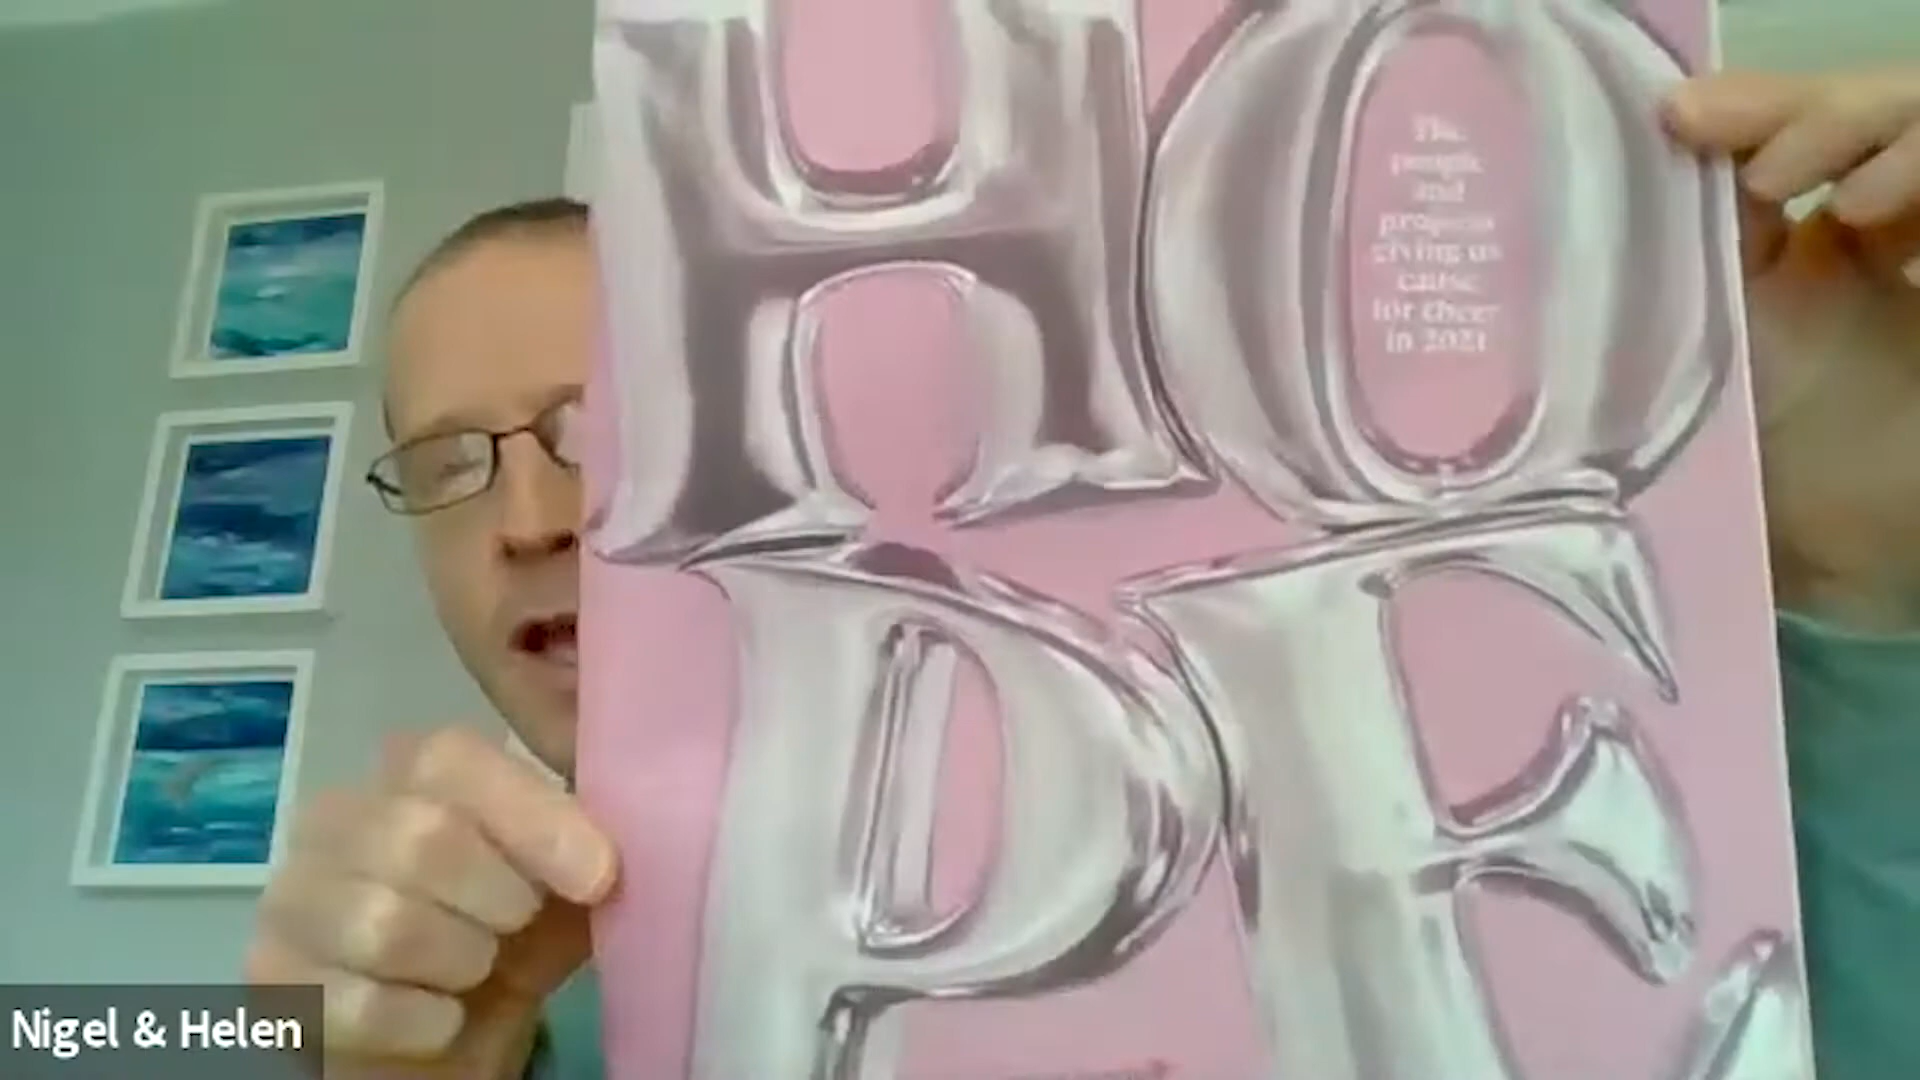 HO
The
people
and
projects
giving us
cause
for cheer
in 2021
PE
Nigel & Helen